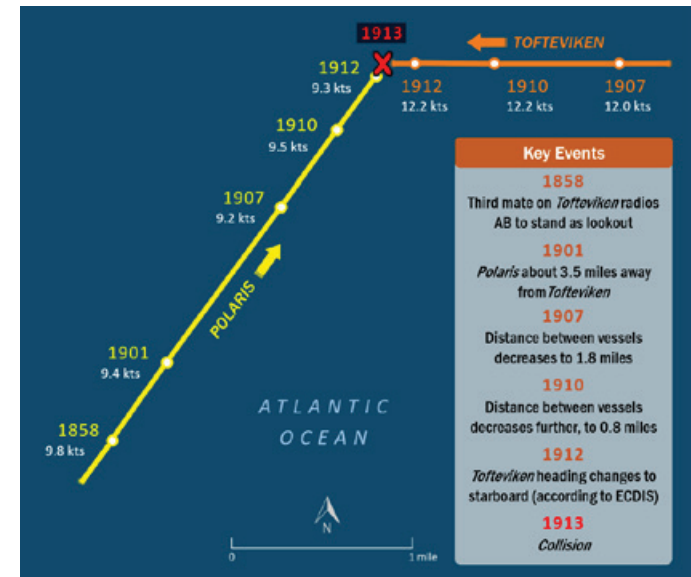 1913
TOFTEVIKEN
1912
9.3 kts
1912
12.2 kts
1910
12.2 kts
1907
12.0 kts
1910
9.5 kts
1907
9.2 kts
POLARIS
1901
9.4 kts
1858
9.8 kts
ATLANTIC
OCEAN
N
0
1 mile
Key Events
1858
Third mate on Tofteviken radios
AB to stand as lookout
1901
Polaris about 3.5 miles away
from Tofteviken
1907
Distance between vessels
decreases to 1.8 miles
1910
Distance between vessels
decreases further, to 0.8 miles
1912
Tofteviken heading changes to
starboard (according to ECDIS)
1913
Collision